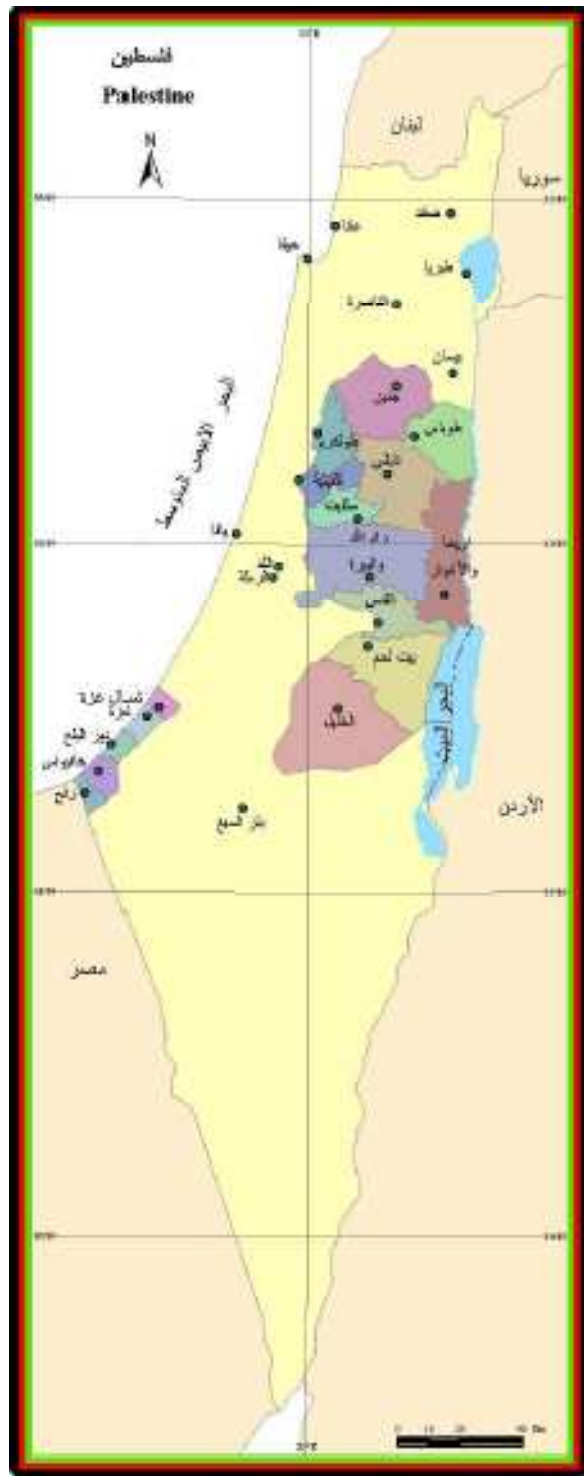 فلسطين
Palestine
N
لبنان
سوريا
صفد
عكا
حيفا
طبريا
الناصرة
بيسان
جنين
طوباس
طولكرم
نابلس
قلقيلية
سلفيت
البحر الأبيض المتوسط
يافا
رام الله
والبيرة
أريحا
والأغوار
اللد
الرملة
القدس
بيت لحم
البحر الميت
الخليل
شمال غزة
غزة
دير البلح
خانيونس
رفح
بئر السبع
الأردن
مصر